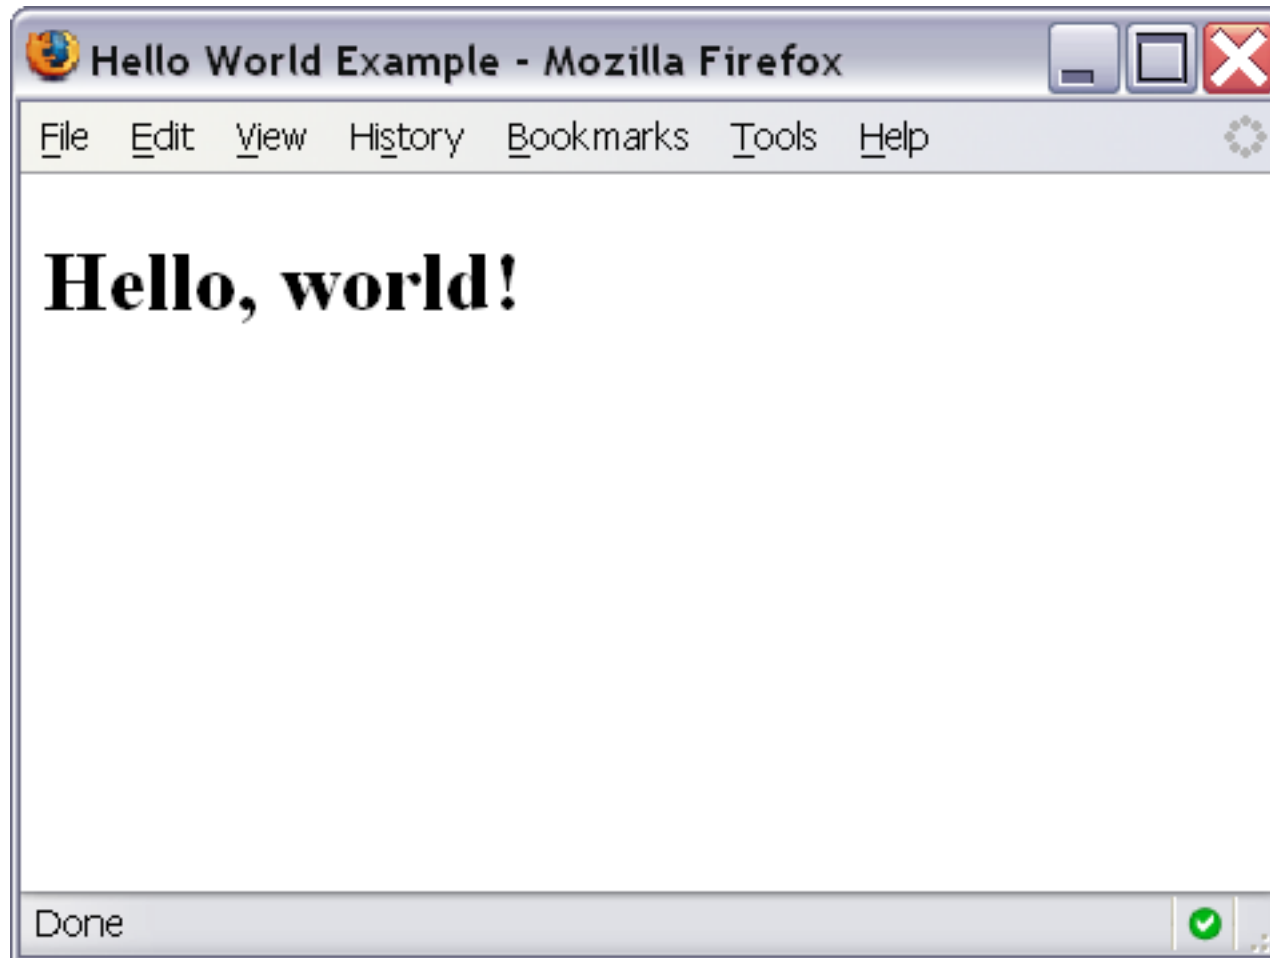 Hello World Example - Mozilla Firefox
File Edit View History Bookmarks Tools Help
Hello, world!
Done